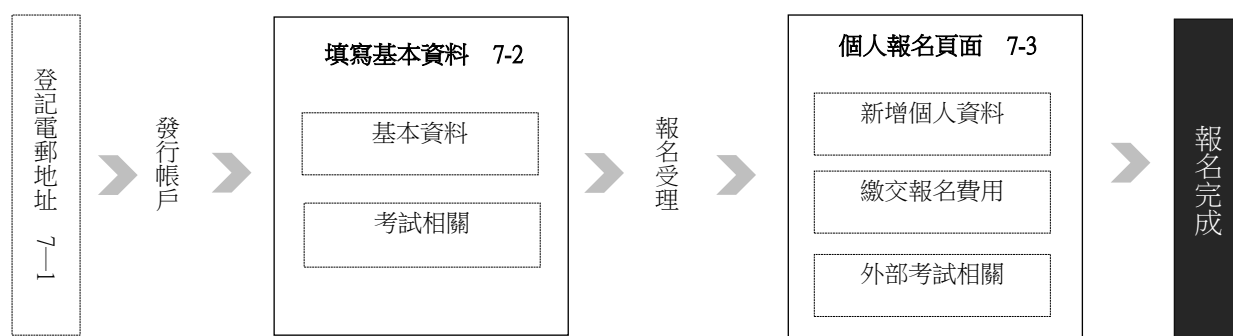 登記電郵地址 7—1
發行帳戶
填寫基本資料 7-2
基本資料
考試相關
報名受理
個人報名頁面 7-3
新增個人資料
繳交報名費用
外部考試相關
報名完成